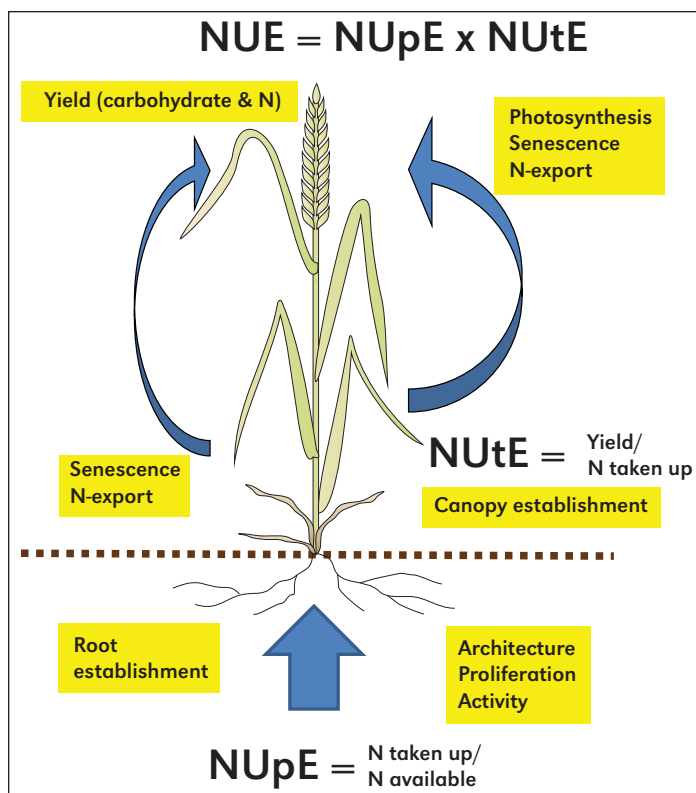 NUE = NUpE x NUtE
Yield (carbohydrate & N)
Photosynthesis
Senescence
N-export
Senescence
N-export
NUtE = Yield/
N taken up
Canopy establishment
Root
establishment
Architecture
Proliferation
Activity
NUpE = N taken up/
N available